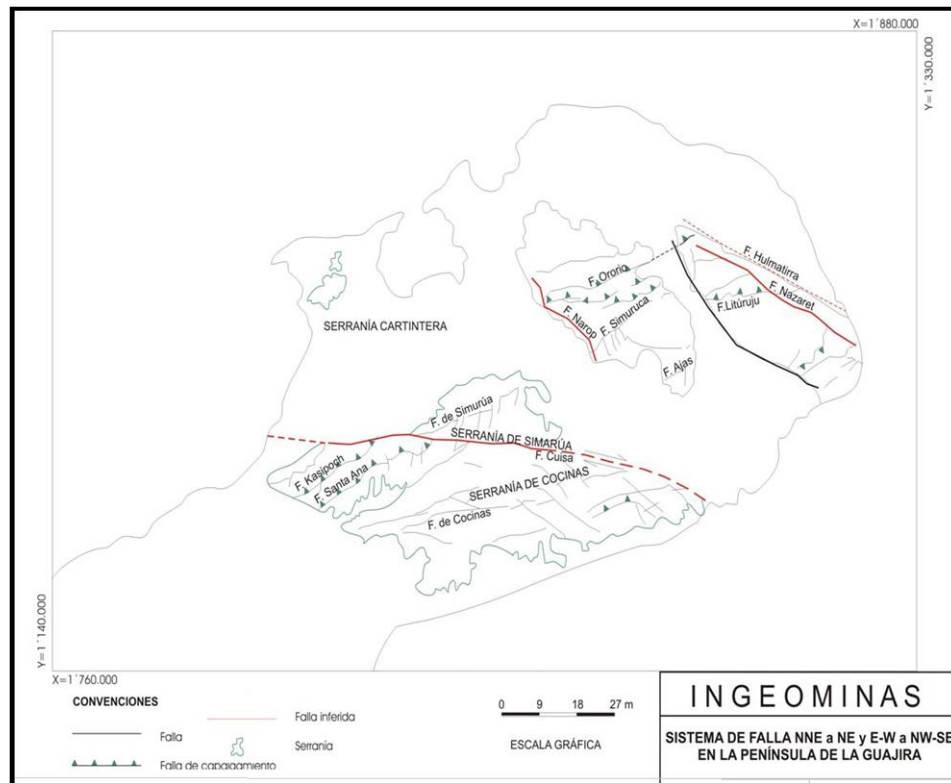 X=1´880.000
Y=1´330.000
F. Hulmatirra
F. Ororio
F. Nazaret
F.Litúruju
F. Narop
F. Simuruca
SERRANÍA CARTINTERA
F. Ajas
F. de Simurúa
SERRANÍA DE SIMARÚA
F. Cuisa
F. Kasipoch
F. Santa Ana
SERRANÍA DE COCINAS
F. de Cocinas
Y=1´140.000
X=1´760.000
CONVENCIONES
Falla
Falla de cabalgamiento
Falla inferida
Serranía
0 9 18 27 m
ESCALA GRÁFICA
INGEOMINAS
SISTEMA DE FALLA NNE a NE y E-W a NW-SE
EN LA PENÍNSULA DE LA GUAJIRA